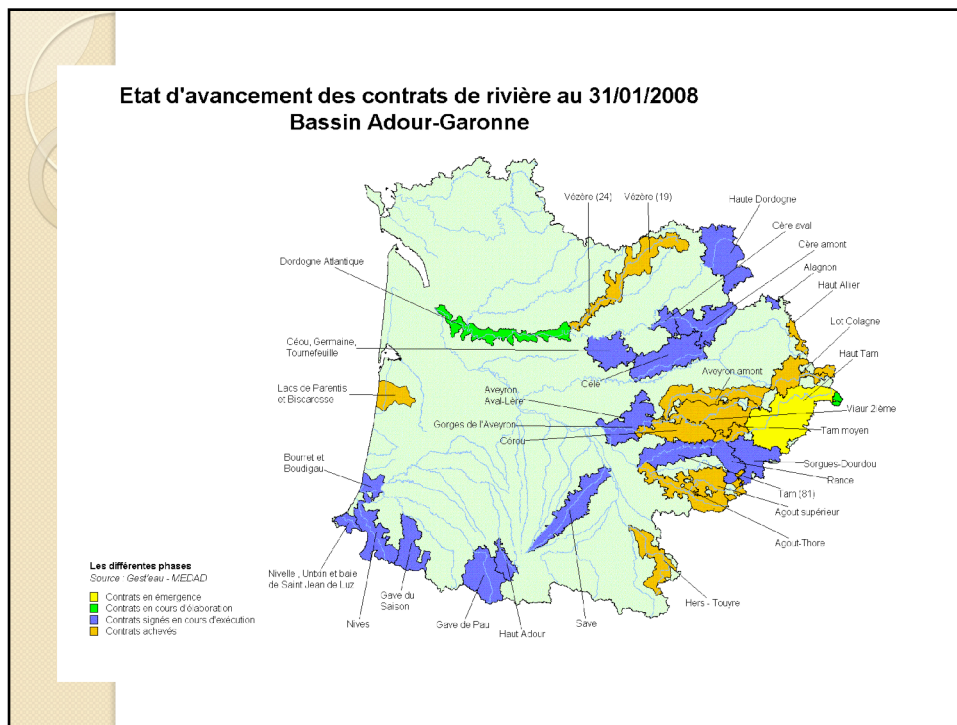 Etat d'avancement des contrats de rivière au 31/01/2008
Bassin Adour-Garonne
Vézère (24)
Vézère (19)
Haute Dordogne
Cère aval
Cère amont
Alagnon
Haut Allier
Dordogne Atlantique
Lot Colagne
Haut Tarn
Céou, Germaine,
Tournefeuille
Célé
Aveyron amont
Lacs de Parentis
et Biscarosse
Aveyron,
Aval-Lère
Viaur 2ième
Gorges de l'Aveyron
Cérou
Tarn moyen
Bourret et
Boudigau
Sorgues-Dourdou
Rance
Tarn (81)
Agout supérieur
Agout-Thore
Les différentes phases
Source : Gest'eau - MEDAD
Contrats en émergence
Contrats en cours d'élaboration
Contrats signés en cours d'exécution
Contrats achevés
Nivelle , Untxin et baie
de Saint Jean de Luz
Nives
Gave du
Saison
Gave de Pau
Haut Adour
Save
Hers - Touyre